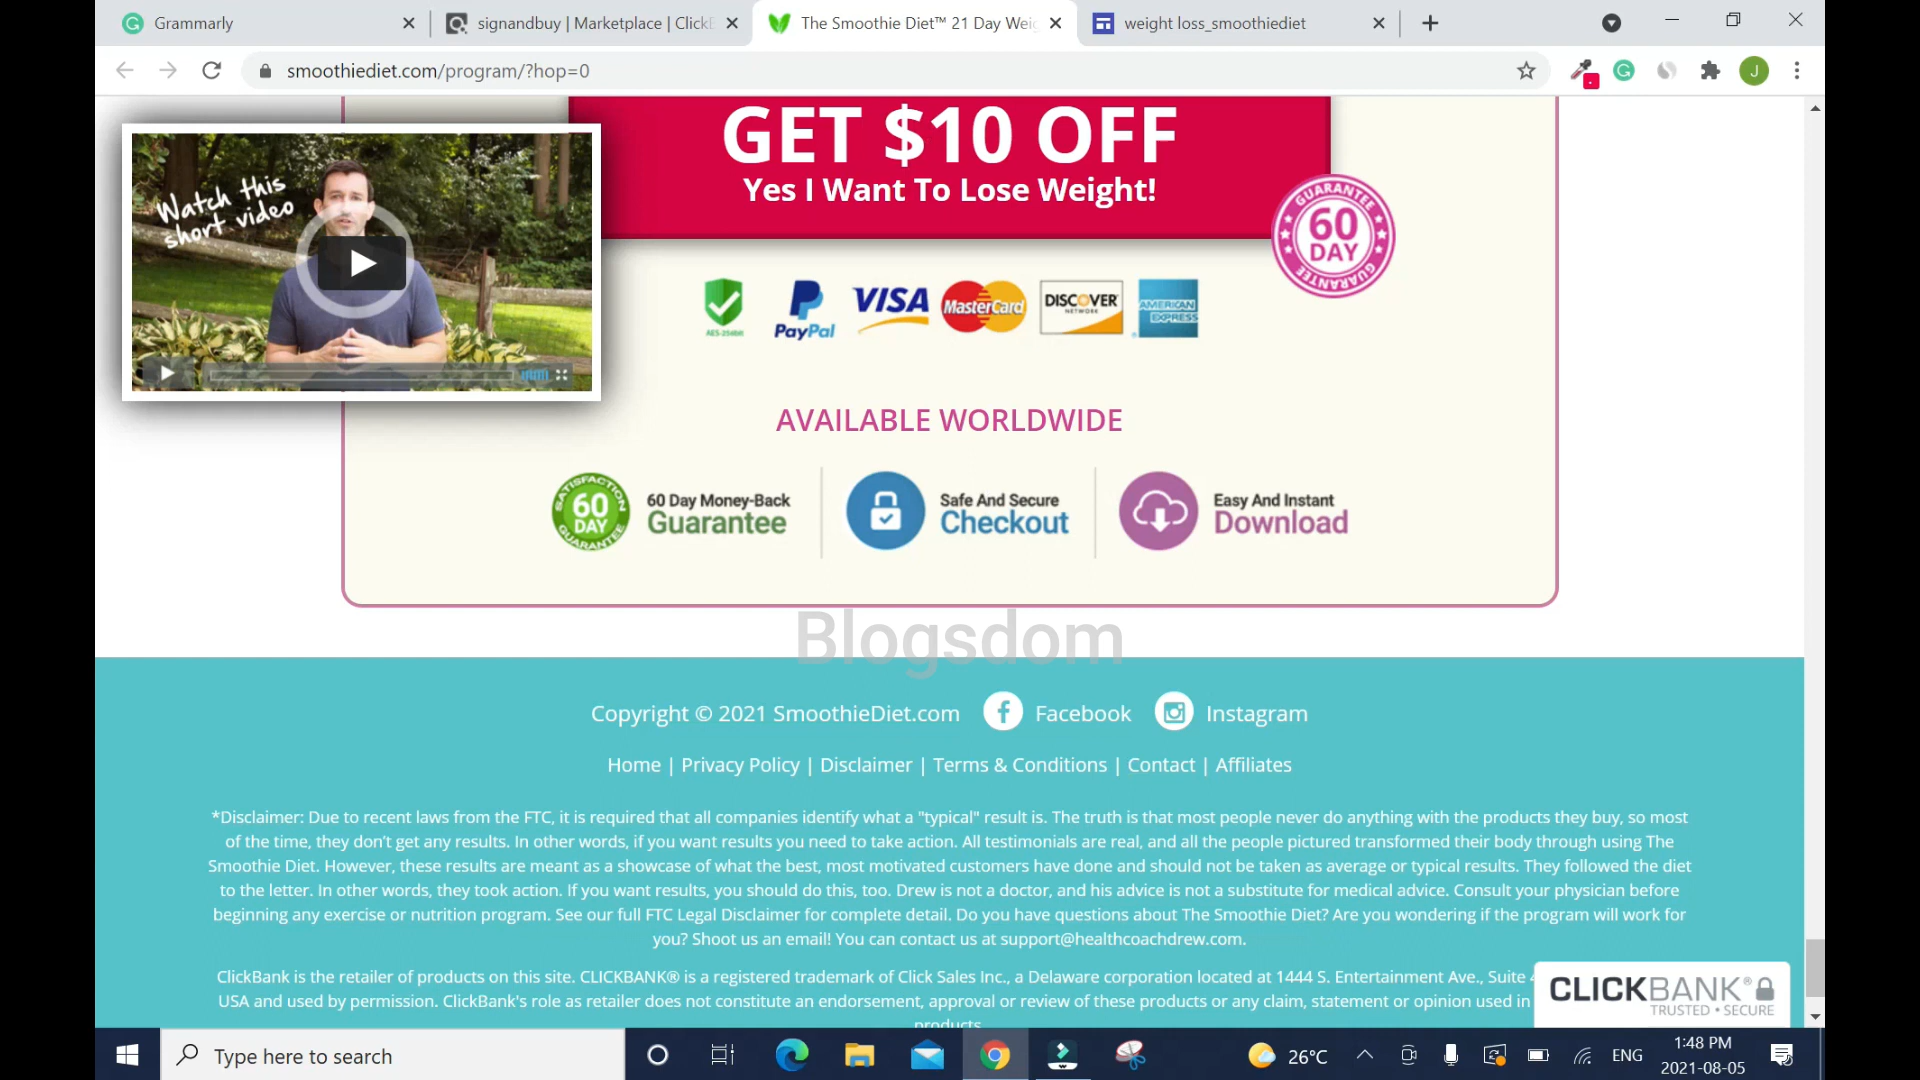 Grammarly
signandbuy | Marketplace | Click
The Smoothie Diet™ 21 Day Wei
weight loss_smoothiediet
smoothiediet.com/program/?hop=0
J
GET $10 OFF
Yes I Want To Lose Weight!
Watch this
short video
GUARANTEE
60
DAY
GUARANTEE
AES-256bit
PayPal
VISA
MasterCard
DISCOVER
NETWORK
AMERICAN
EXPRESS
AVAILABLE WORLDWIDE
SATISFACTION
60
DAY
GUARANTEE
60 Day Money-Back
Guarantee
Safe And Secure
Checkout
Easy And Instant
Download
Blogsdom
Copyright © 2021 SmoothieDiet.com Facebook Instagram
Home | Privacy Policy | Disclaimer | Terms & Conditions | Contact | Affiliates
*Disclaimer: Due to recent laws from the FTC, it is required that all companies identify what a "typical" result is. The truth is that most people never do anything with the products they buy, so most
of the time, they don't get any results. In other words, if you want results you need to take action. All testimonials are real, and all the people pictured transformed their body through using The
Smoothie Diet. However, these results are meant as a showcase of what the best, most motivated customers have done and should not be taken as average or typical results. They followed the diet
to the letter. In other words, they took action. If you want results, you should do this, too. Drew is not a doctor, and his advice is not a substitute for medical advice. Consult your physician before
beginning any exercise or nutrition program. See our full FTC Legal Disclaimer for complete detail. Do you have questions about The Smoothie Diet? Are you wondering if the program will work for
you? Shoot us an email! You can contact us at support@healthcoachdrew.com.
ClickBank is the retailer of products on this site. CLICKBANK® is a registered trademark of Click Sales Inc., a Delaware corporation located at 1444 S. Entertainment Ave., Suite
USA and used by permission. ClickBank's role as retailer does not constitute an endorsement, approval or review of these products or any claim, statement or opinion used in
products
CLICKBANK®
TRUSTED • SECURE
Type here to search
26°C
ENG
1:48 PM
2021-08-05